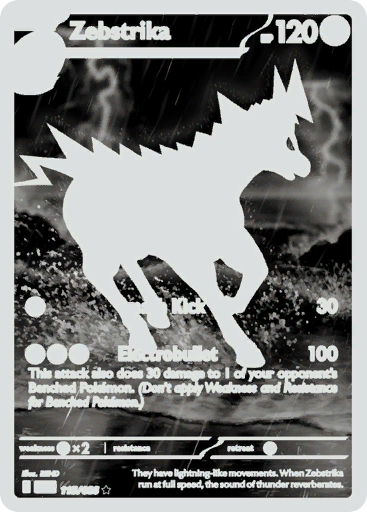 Zebstrika
HP 120
Kick 30
Electrobullet 100
This attack also does 30 damage to 1 of your opponent's
Benched Pokémon. (Don't apply Weakness and Resistance
for Benched Pokémon.)
weakness ×2 resistance retreat
Illus.
They have lightning-like movements. When Zebstrika
run at full speed, the sound of thunder reverberates.